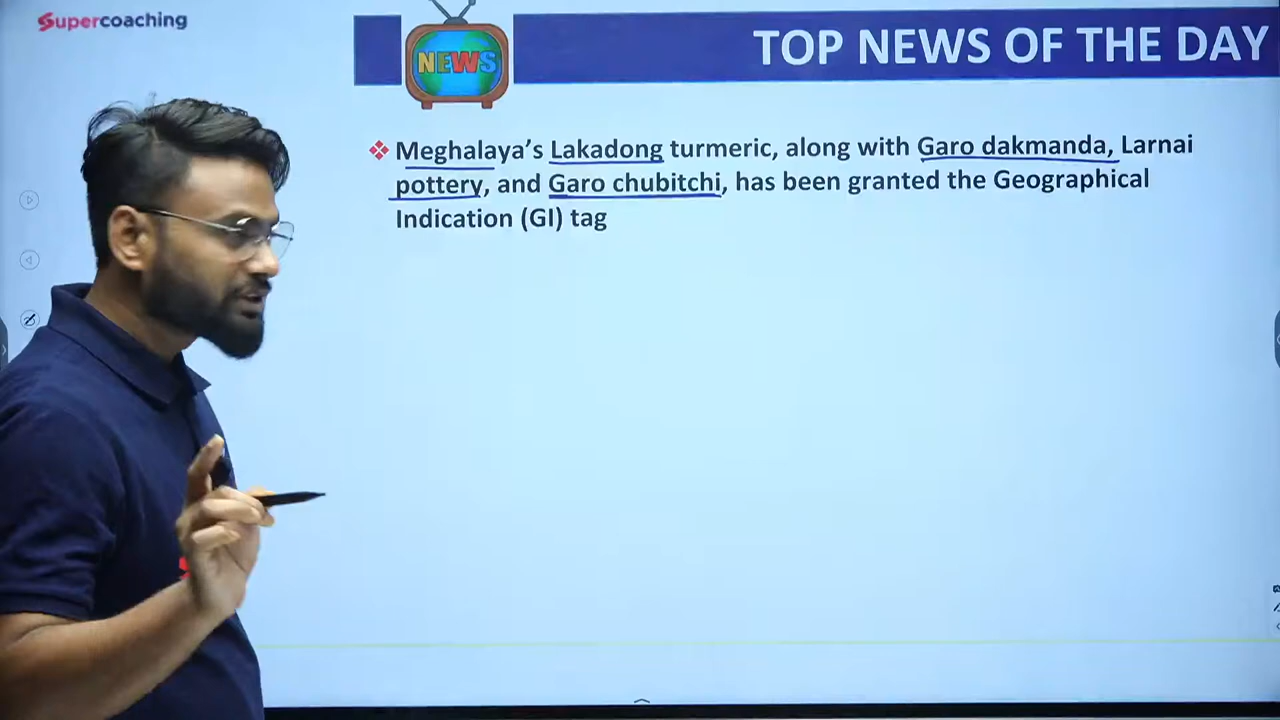 Supercoaching
NEWS
TOP NEWS OF THE DAY
Meghalaya's Lakadong turmeric, along with Garo dakmanda, Larnai
pottery, and Garo chubitchi, has been granted the Geographical
Indication (GI) tag